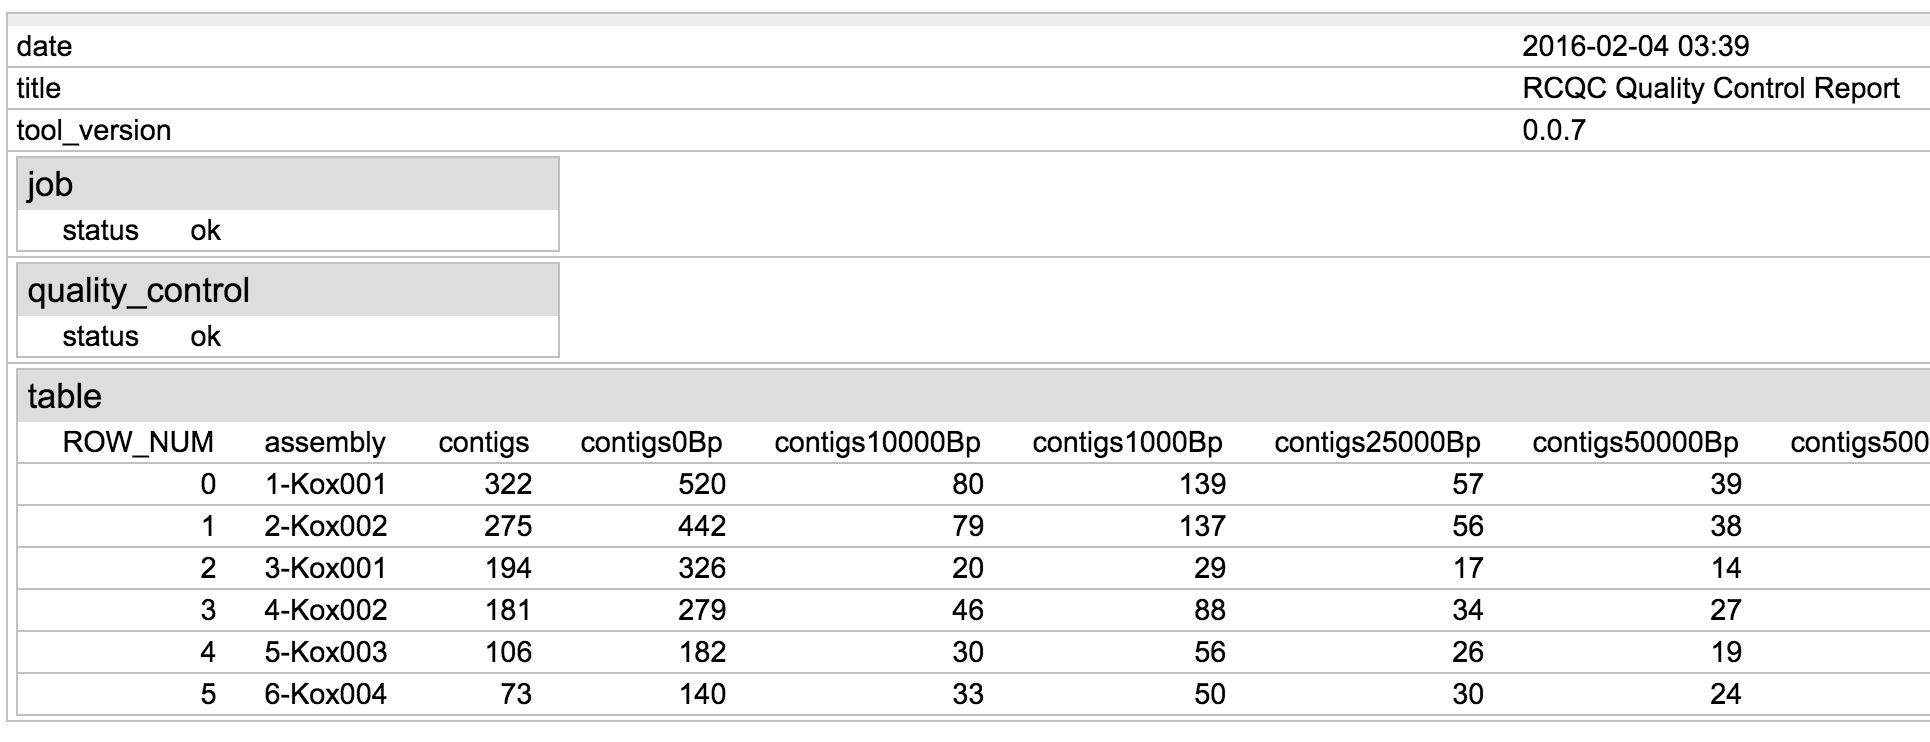 date 2016-02-04 03:39
title RCQC Quality Control Report
tool_version 0.0.7
job
status ok
quality_control
status ok
table
ROW_NUM assembly contigs contigs0Bp contigs10000Bp contigs1000Bp contigs25000Bp contigs50000Bp contigs500
0 1-Kox001 322 520 80 139 57 39
1 2-Kox002 275 442 79 137 56 38
2 3-Kox001 194 326 20 29 17 14
3 4-Kox002 181 279 46 88 34 27
4 5-Kox003 106 182 30 56 26 19
5 6-Kox004 73 140 33 50 30 24